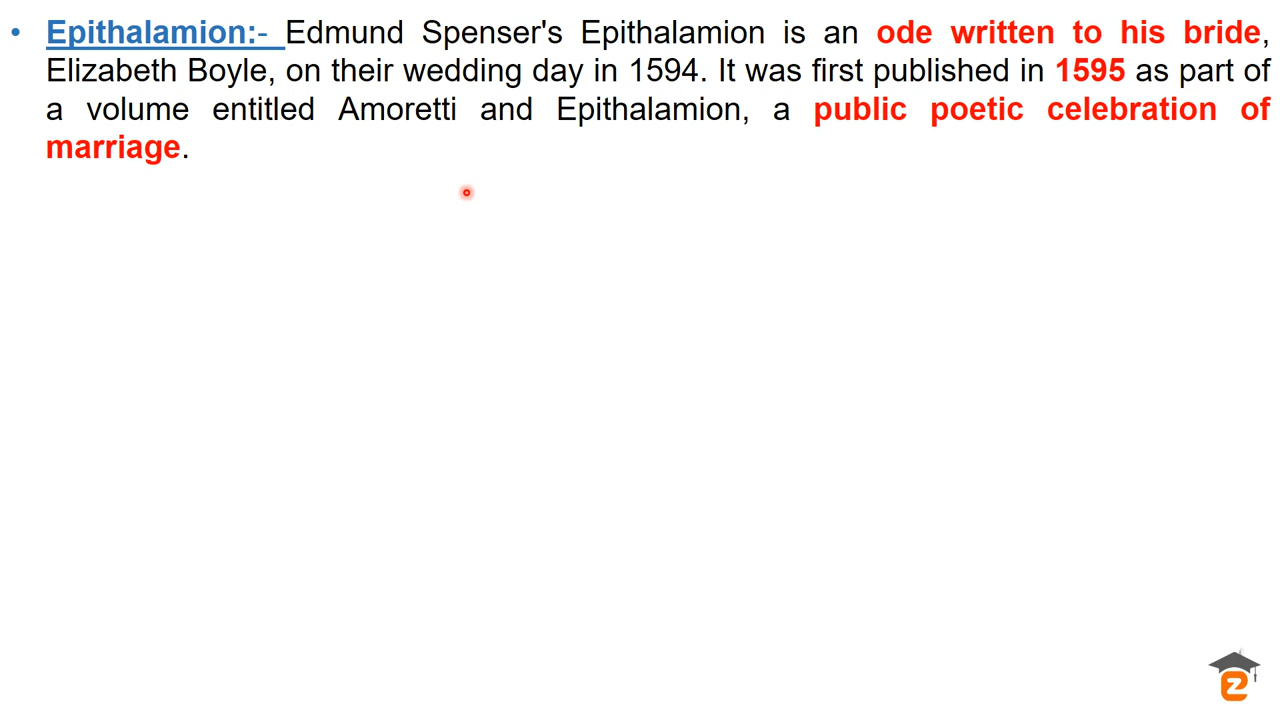 • Epithalamion:- Edmund Spenser's Epithalamion is an ode written to his bride,
Elizabeth Boyle, on their wedding day in 1594. It was first published in 1595 as part of
a volume entitled Amoretti and Epithalamion, a public poetic celebration of
marriage.
e